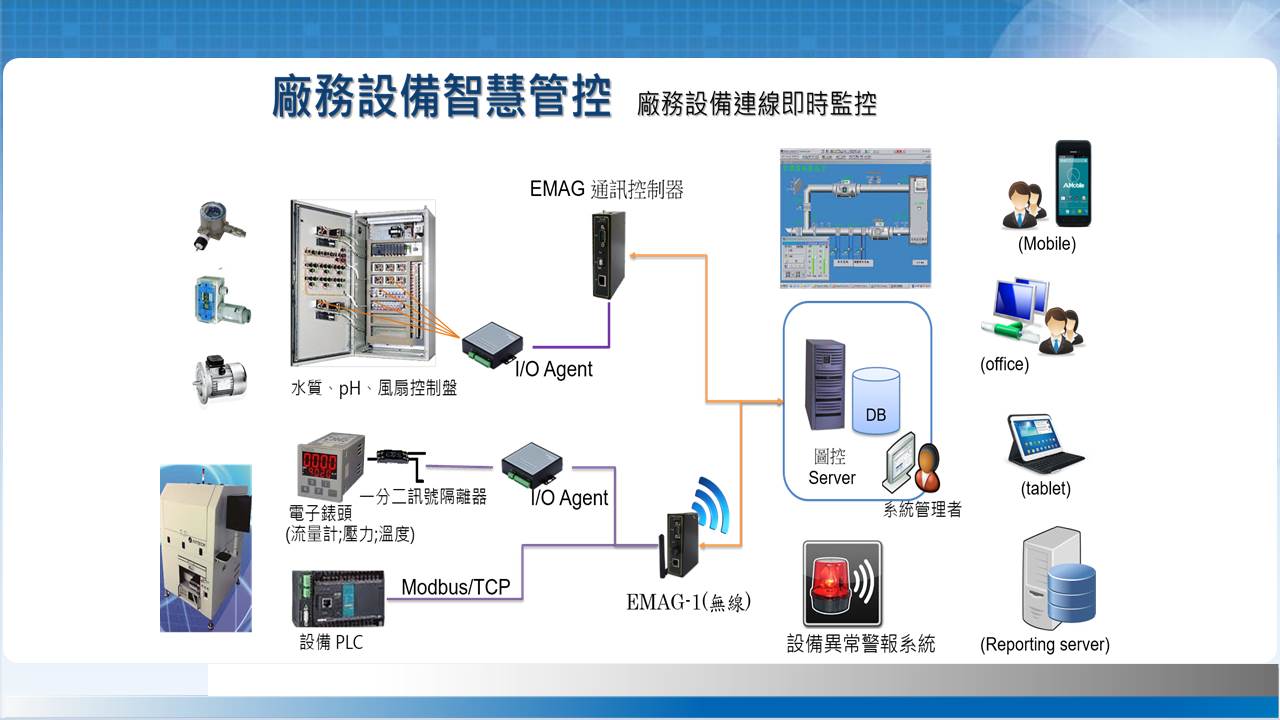 廠務設備智慧管控 廠務設備連線即時監控
EMAG 通訊控制器
(Mobile)
I/O Agent
水質、pH、風扇控制盤
(office)
DB
圖控
Server
系統管理者
一分二訊號隔離器
I/O Agent
電子錶頭
(流量計;壓力;溫度)
(tablet)
Modbus/TCP
EMAG-1(無線)
設備 PLC
設備異常警報系統
(Reporting server)